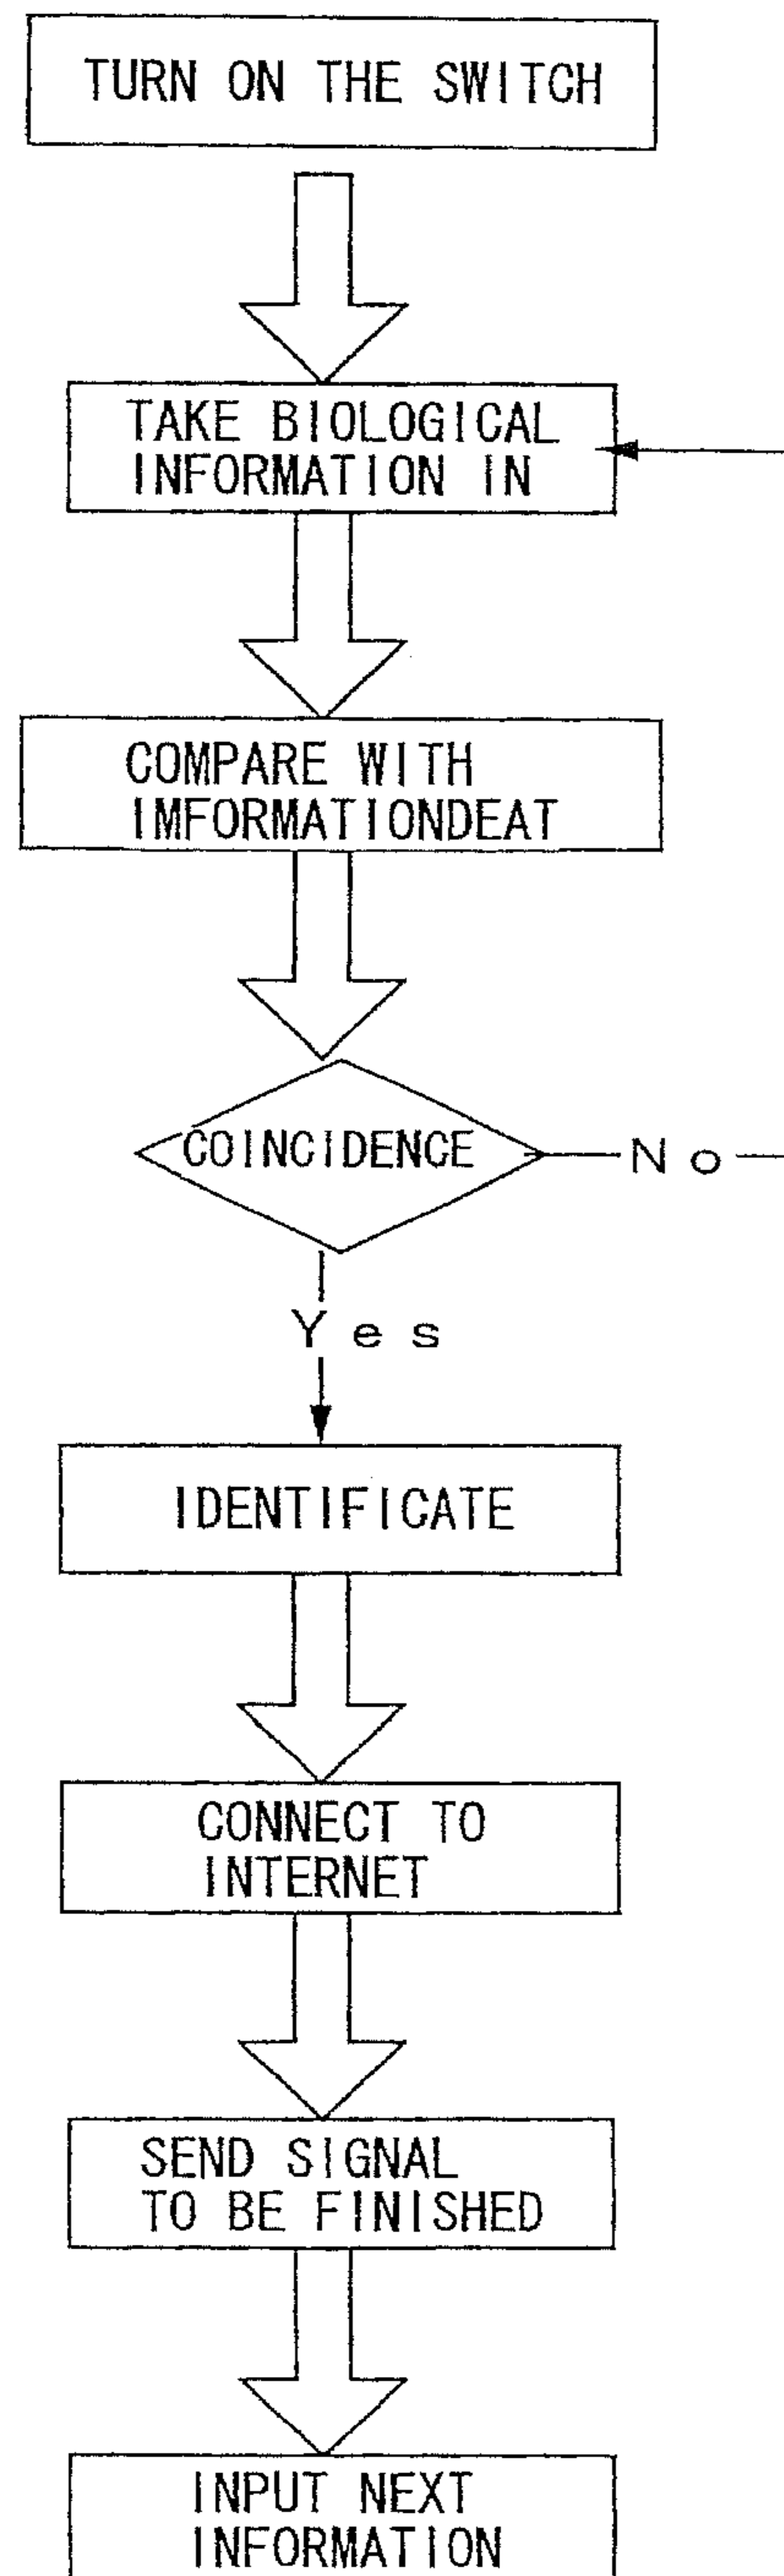 TURN ON THE SWITCH
TAKE BIOLOGICAL
INFORMATION IN
COMPARE WITH
IMFORMATIONDEAT
COINCIDENCE
No
Yes
IDENTIFICATE
CONNECT TO
INTERNET
SEND SIGNAL
TO BE FINISHED
INPUT NEXT
INFORMATION